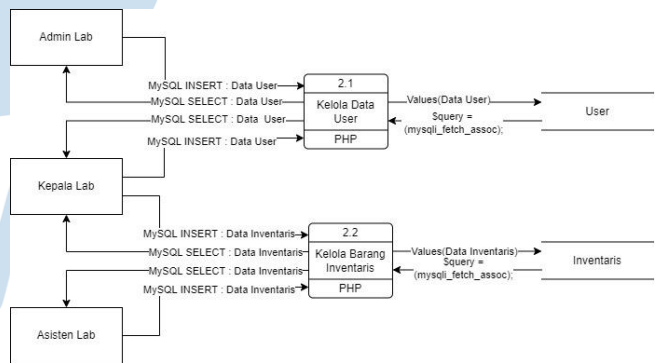 Admin Lab
MySQL INSERT : Data User
MySQL SELECT : Data User
MySQL SELECT : Data User
MySQL INSERT : Data User
2.1
Kelola Data
User
PHP
Values(Data User)
$query =
(mysqli_fetch_assoc);
User
Kepala Lab
MySQL INSERT : Data Inventaris
MySQL SELECT : Data Inventaris
MySQL SELECT : Data Inventaris
MySQL INSERT : Data Inventaris
2.2
Kelola Barang
Inventaris
PHP
Values(Data Inventaris)
$query =
(mysqli_fetch_assoc);
Inventaris
Asisten Lab